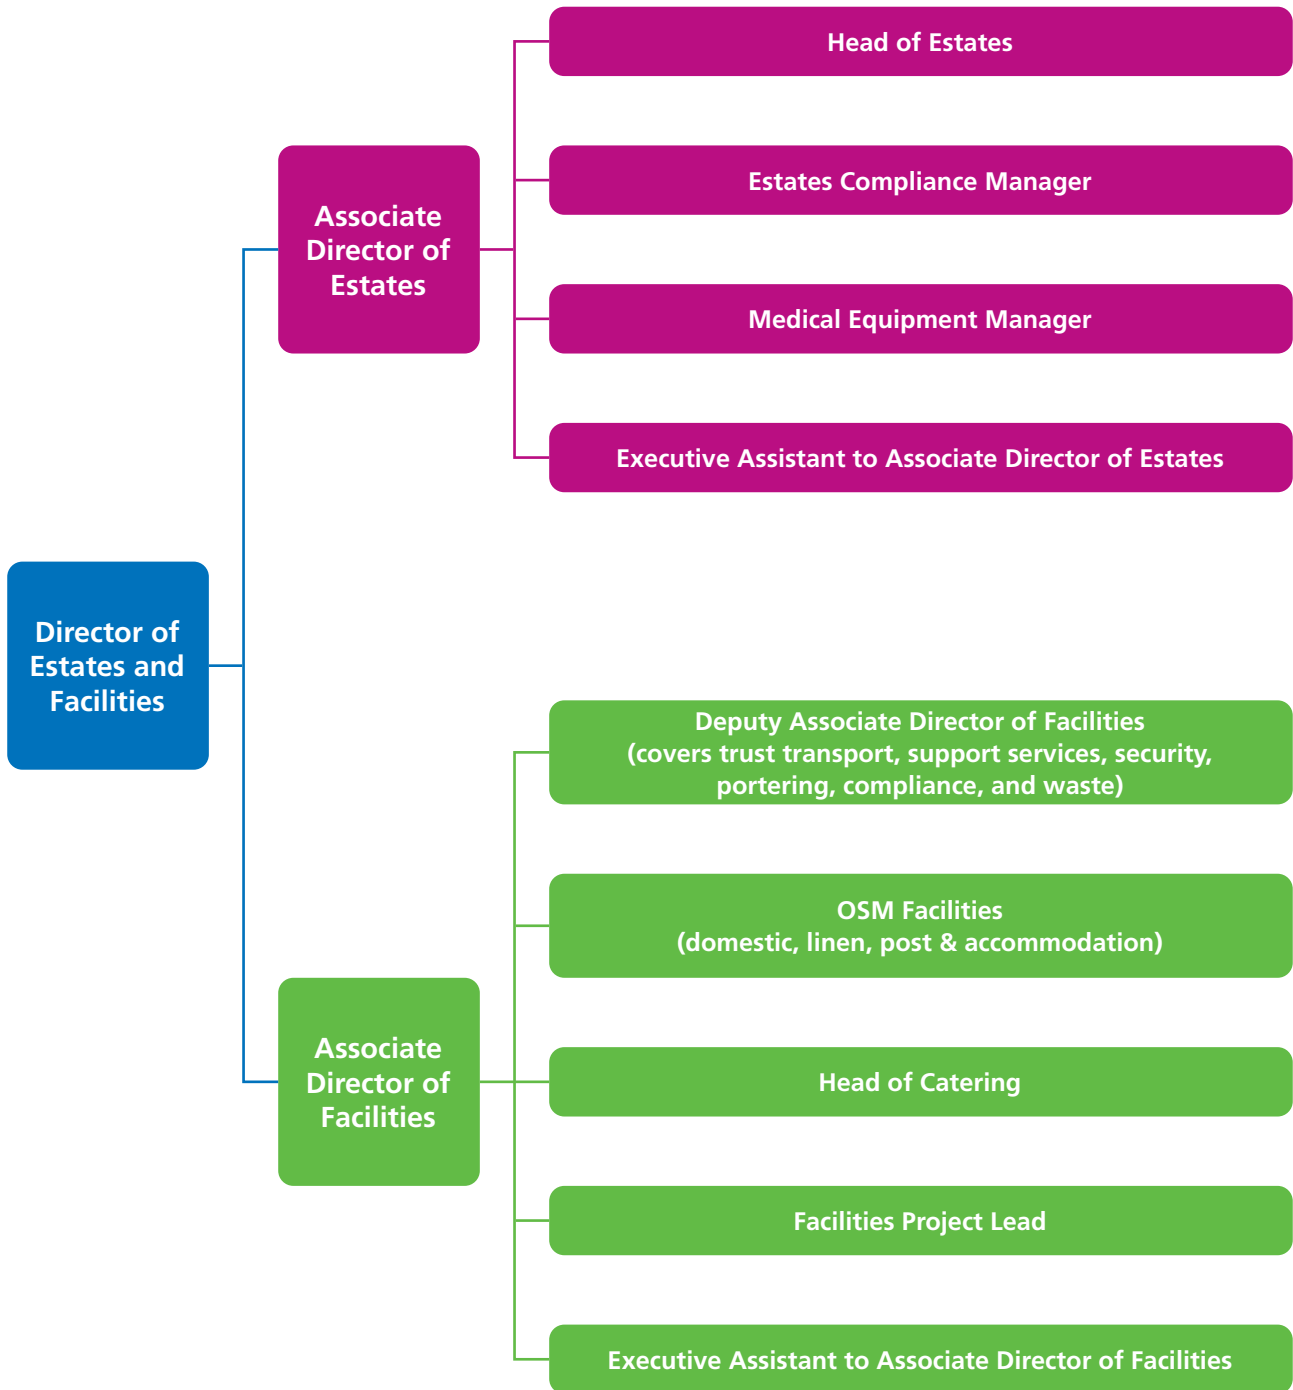 Head of Estates
Estates Compliance Manager
Associate
Director of
Estates
Medical Equipment Manager
Executive Assistant to Associate Director of Estates
Director of
Estates and
Facilities
Deputy Associate Director of Facilities
(covers trust transport, support services, security,
portering, compliance, and waste)
OSM Facilities
(domestic, linen, post & accommodation)
Associate
Director of
Facilities
Head of Catering
Facilities Project Lead
Executive Assistant to Associate Director of Facilities